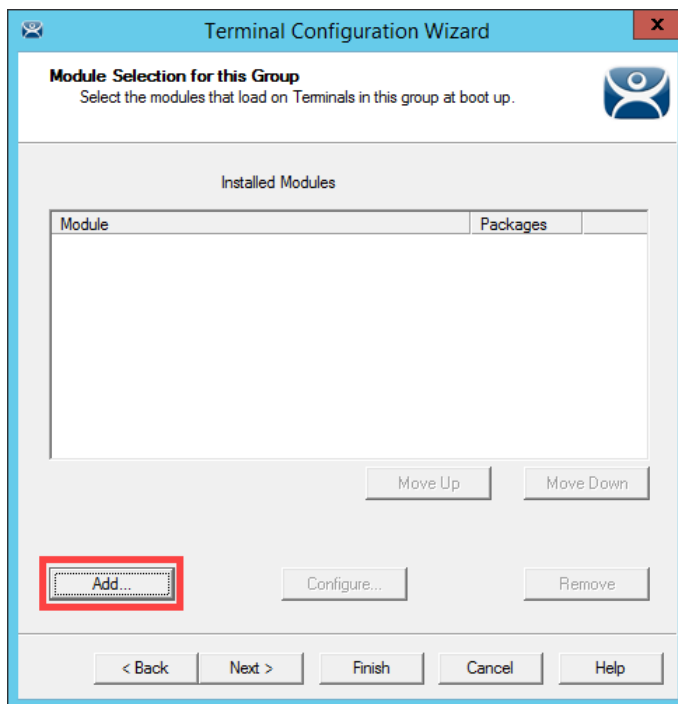 Terminal Configuration Wizard
x
Module Selection for this Group
Select the modules that load on Terminals in this group at boot up.
Installed Modules
Module Packages
Move Up Move Down
Add... Configure... Remove
< Back Next > Finish Cancel Help